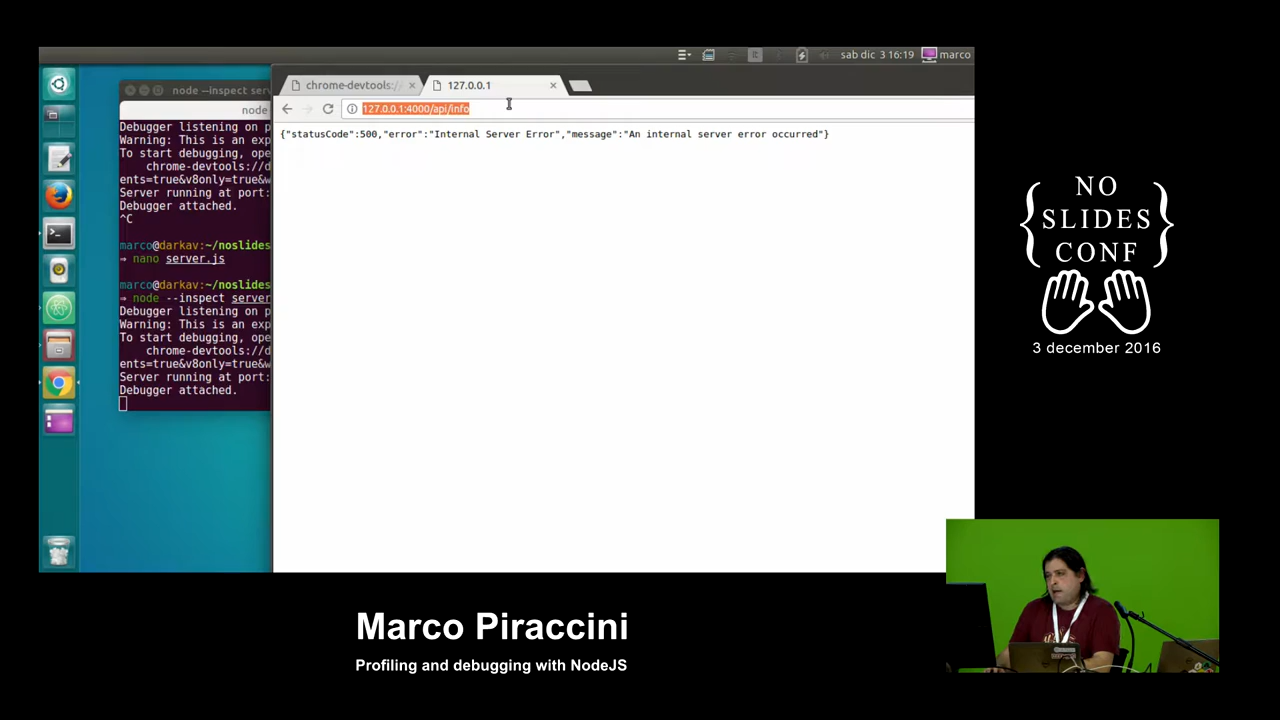 sab dic 3 16:19 marco
node --inspect serv
node
Debugger listening on p
Warning: This is an exp
To start debugging, ope
chrome-devtools://d
ents=true&v8only=true&w
Server running at port:
Debugger attached.
^C
marco@darkav:~/noslides
⇒ nano server.js
marco@darkav:~/noslides
⇒ node --inspect server
Debugger listening on p
Warning: This is an exp
To start debugging, ope
chrome-devtools://d
ents=true&v8only=true&w
Server running at port:
Debugger attached.
chrome-devtools://
127.0.0.1
127.0.0.1:4000/api/info
{"statusCode":500,"error":"Internal Server Error","message":"An internal server error occurred"}
{ NO }
SLIDES
CONF
3 december 2016
Marco Piraccini
Profiling and debugging with NodeJS